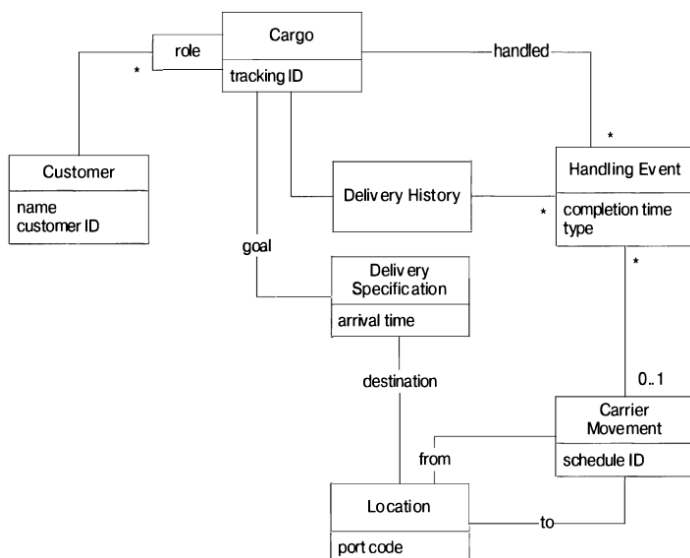 Cargo
role
handled
*
tracking ID
*
Customer
Handling Event
name
customer ID
Delivery History
completion time
*
type
goal
*
Delivery
Specification
arrival time
destination
0..1
Carrier
Movement
from
schedule ID
Location
to
port code